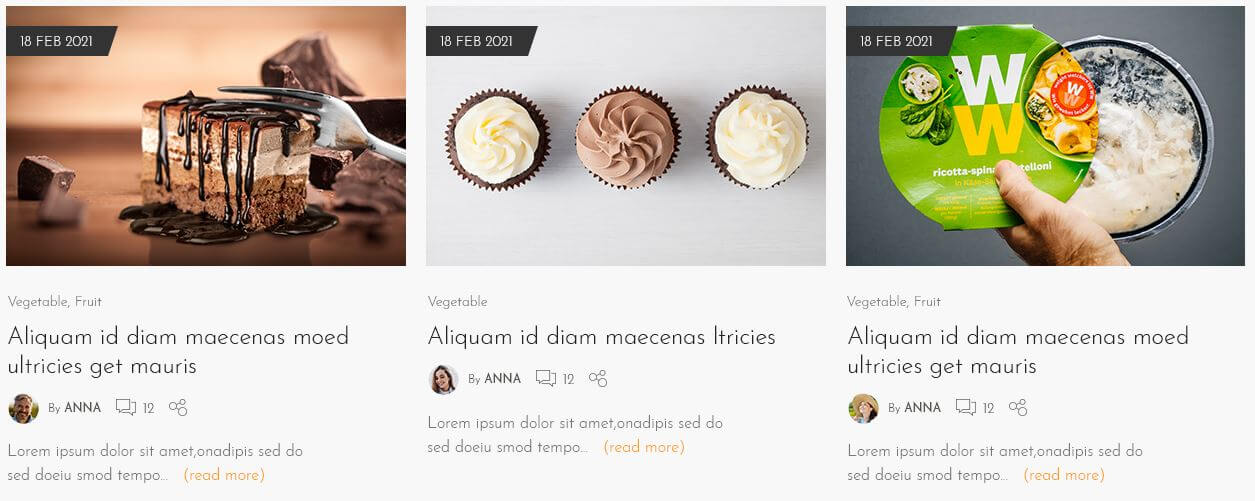 18 FEB 2021
Vegetable, Fruit
Aliquam id diam maecenas moed
ultricies get mauris
By ANNA 12
Lorem ipsum dolor sit amet,onadipis sed do
sed doeiu smod tempo... (read more)
18 FEB 2021
Vegetable
Aliquam id diam maecenas ltricies
By ANNA 12
Lorem ipsum dolor sit amet,onadipis sed do
sed doeiu smod tempo... (read more)
18 FEB 2021
W
W
W
W
ricotta-spina telloni
Vegetable, Fruit
Aliquam id diam maecenas moed
ultricies get mauris
By ANNA 12
Lorem ipsum dolor sit amet,onadipis sed do
sed doeiu smod tempo... (read more)